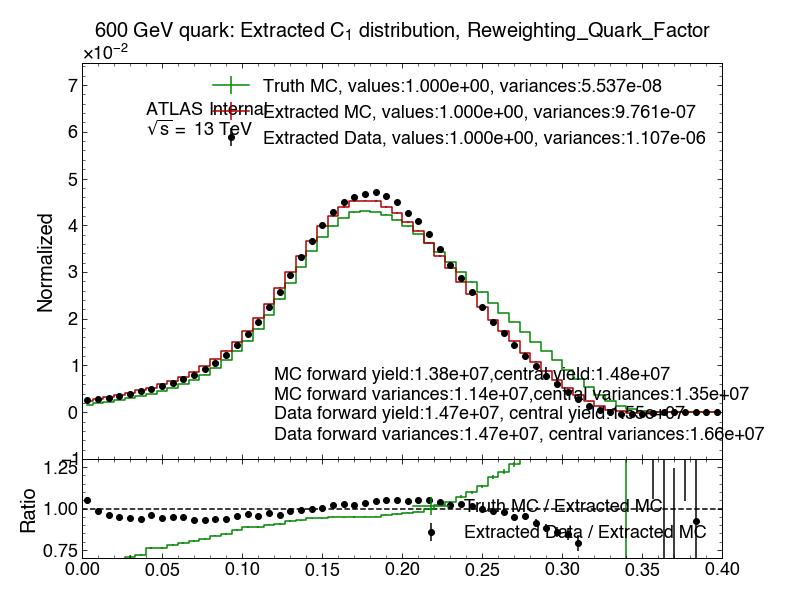 600 GeV quark: Extracted C₁ distribution, Reweighting_Quark_Factor
×10⁻²
Truth MC, values:1.000e+00, variances:5.537e-08
ATLAS Internal
Extracted MC, values:1.000e+00, variances:9.761e-07
√s = 13 TeV
Extracted Data, values:1.000e+00, variances:1.107e-06
7
6
5
4
3
2
1
0
−1
Normalized
MC forward yield:1.38e+07,central yield:1.48e+07
MC forward variances:1.14e+07,central variances:1.35e+07
Data forward yield:1.47e+07, central yield:1.55e+07
Data forward variances:1.47e+07, central variances:1.66e+07
1.25
1.00
0.75
Ratio
Truth MC / Extracted MC
Extracted Data / Extracted MC
0.00 0.05 0.10 0.15 0.20 0.25 0.30 0.35 0.40